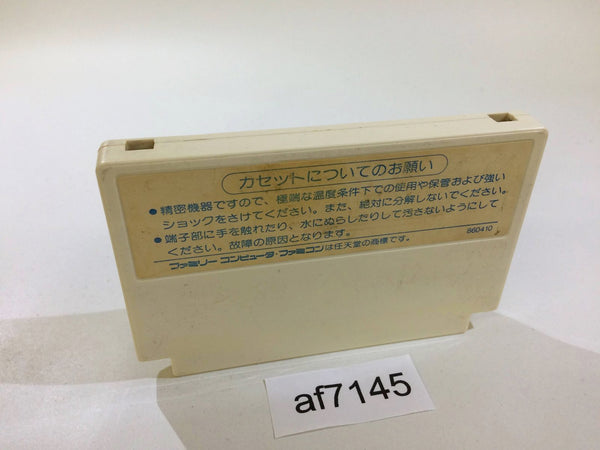 カセットについてのお願い
●精密機器ですので、極端な温度条件下での使用や保管および強い
ショックをさけてください。また、絶対に分解しないでください。
●端子部に手を触れたり、水にぬらしたりして汚さないようにして
ください。故障の原因となります。
860410
ファミリー コンピュータ・ファミコンは任天堂の商標です。
af7145